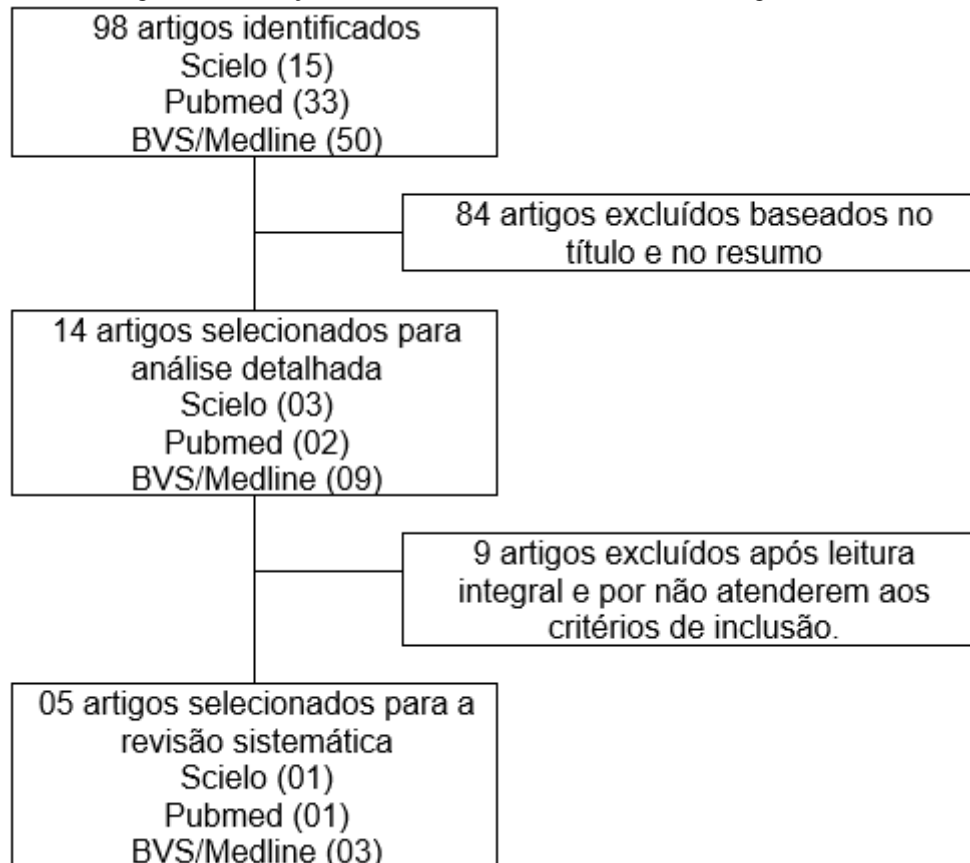 98 artigos identificados
Scielo (15)
Pubmed (33)
BVS/Medline (50)
84 artigos excluídos baseados no
título e no resumo
14 artigos selecionados para
análise detalhada
Scielo (03)
Pubmed (02)
BVS/Medline (09)
9 artigos excluídos após leitura
integral e por não atenderem aos
critérios de inclusão.
05 artigos selecionados para a
revisão sistemática
Scielo (01)
Pubmed (01)
BVS/Medline (03)